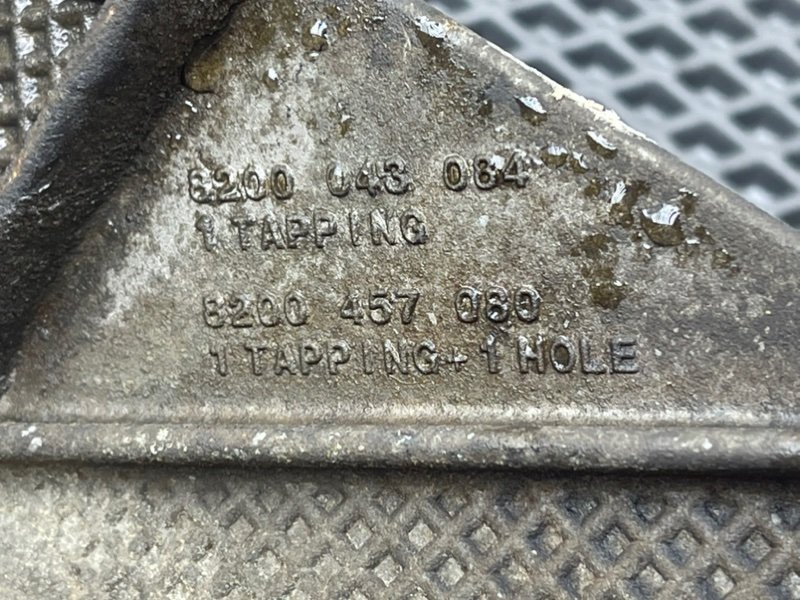 8200 043 084
1 TAPPING
8200 457 080
1 TAPPING+1 HOLE